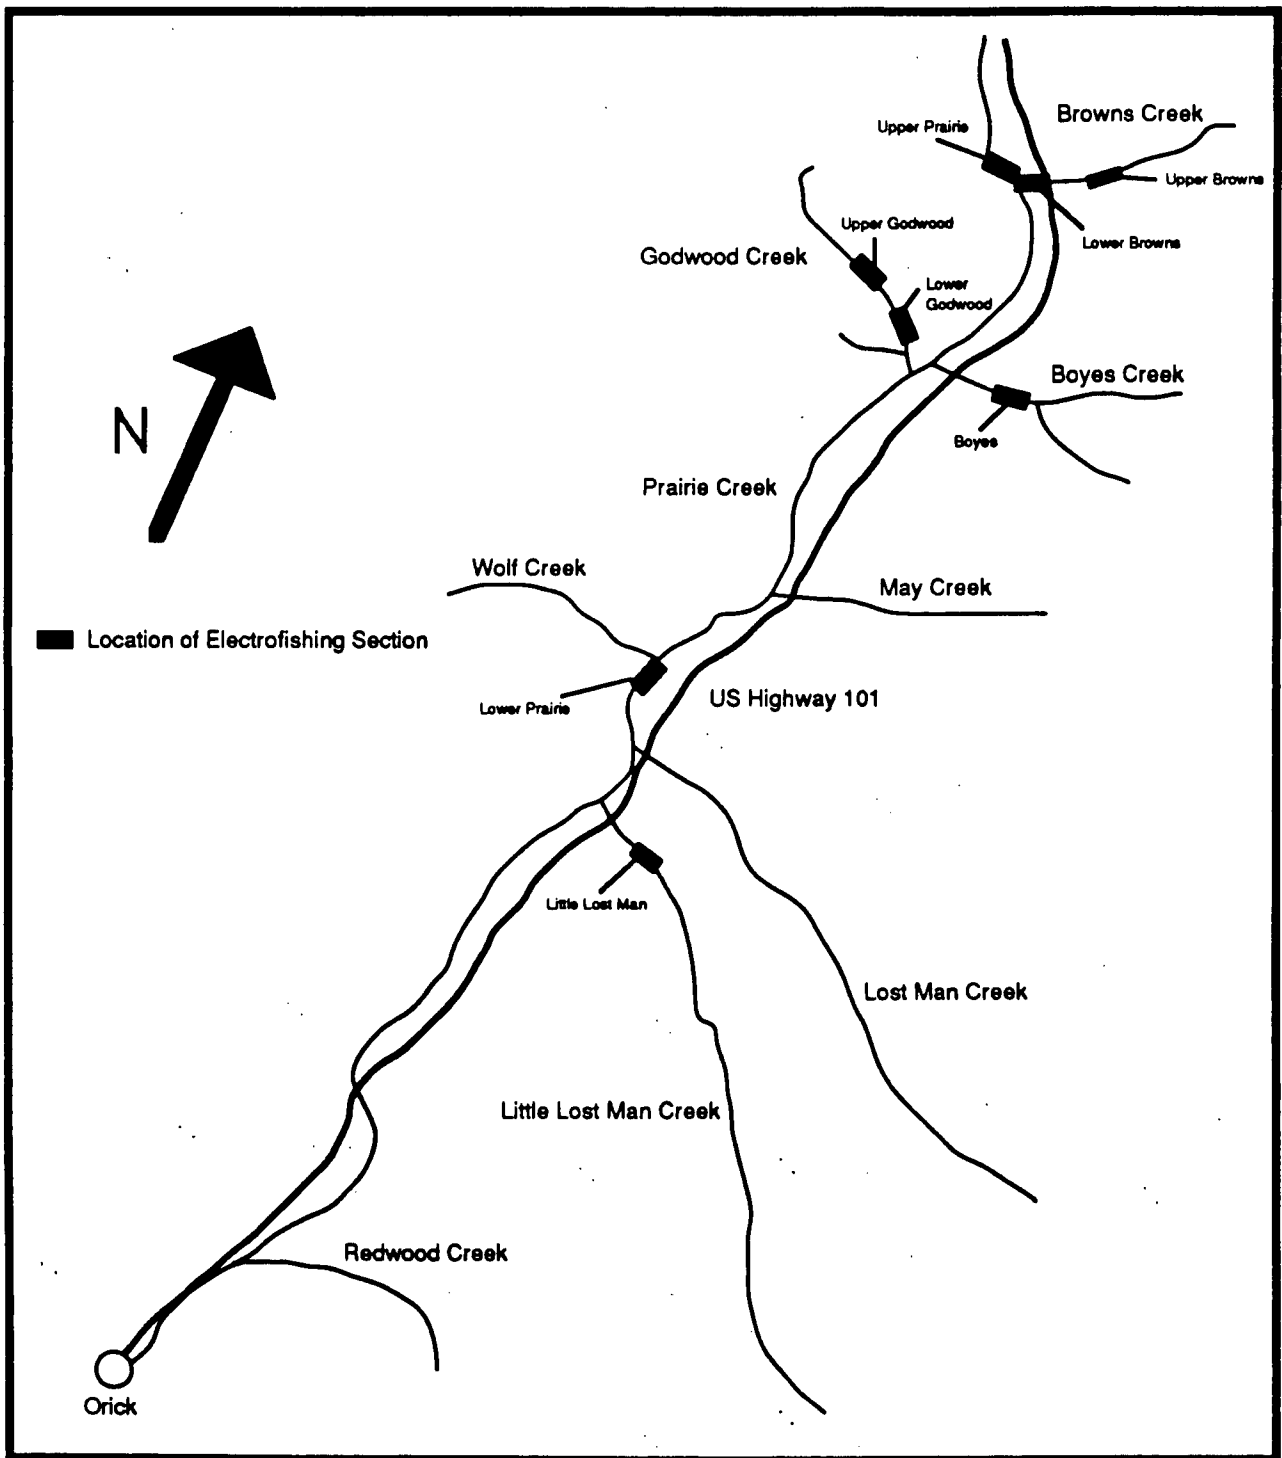 Browns Creek
Upper Prairie
Upper Browns
Upper Godwood
Lower Browns
Godwood Creek
Lower
Godwood
Boyes Creek
N
Boyes
Prairie Creek
Wolf Creek
May Creek
Location of Electrofishing Section
US Highway 101
Lower Prairie
Little Lost Man
Lost Man Creek
Little Lost Man Creek
Redwood Creek
Orick